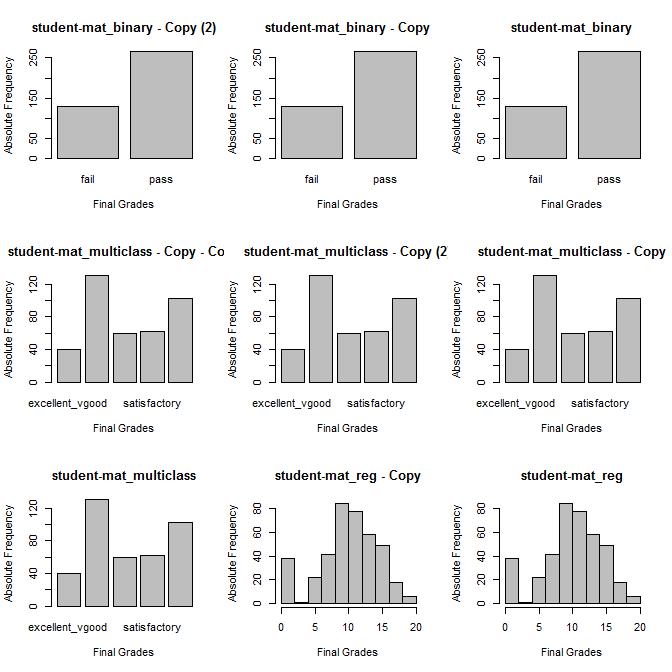 student-mat_binary - Copy (2)
Absolute Frequency
0 50 150 250
fail pass
Final Grades
student-mat_binary - Copy
Absolute Frequency
0 50 150 250
fail pass
Final Grades
student-mat_binary
Absolute Frequency
0 50 150 250
fail pass
Final Grades
student-mat_multiclass - Copy - Co
Absolute Frequency
0 40 80 120
excellent_vgood satisfactory
Final Grades
student-mat_multiclass - Copy (2
Absolute Frequency
0 40 80 120
excellent_vgood satisfactory
Final Grades
student-mat_multiclass - Copy
Absolute Frequency
0 40 80 120
excellent_vgood satisfactory
Final Grades
student-mat_multiclass
Absolute Frequency
0 40 80 120
excellent_vgood satisfactory
Final Grades
student-mat_reg - Copy
Absolute Frequency
0 20 40 60 80
0 5 10 15 20
Final Grades
student-mat_reg
Absolute Frequency
0 20 40 60 80
0 5 10 15 20
Final Grades